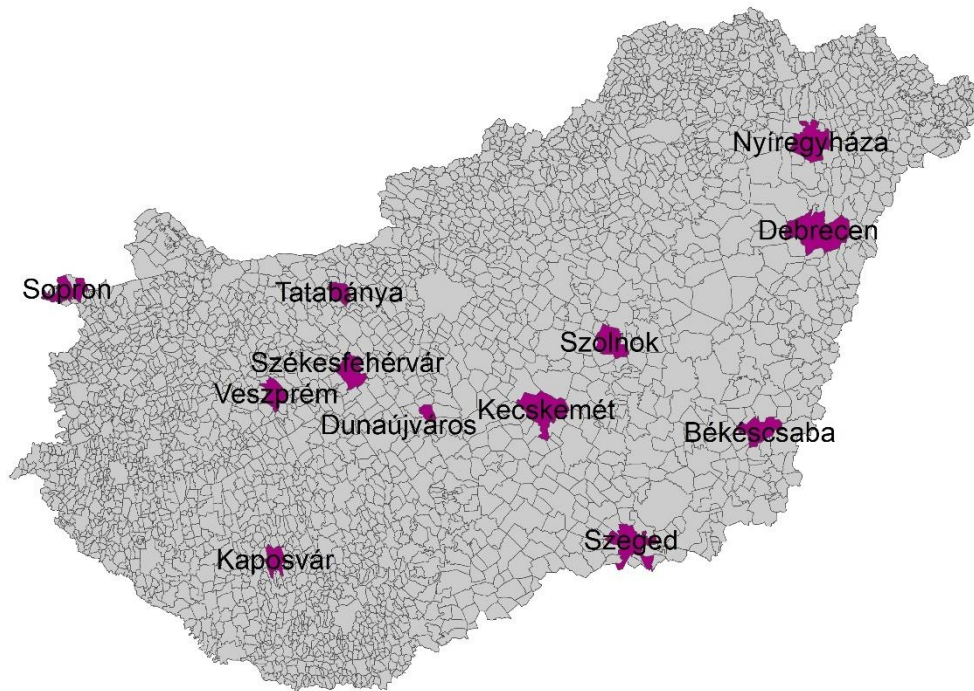 Nyíregyháza
Debrecen
Sopron
Tatabánya
Szolnok
Székesfehérvár
Veszprém
Dunaújváros
Kecskemét
Békéscsaba
Szeged
Kaposvár